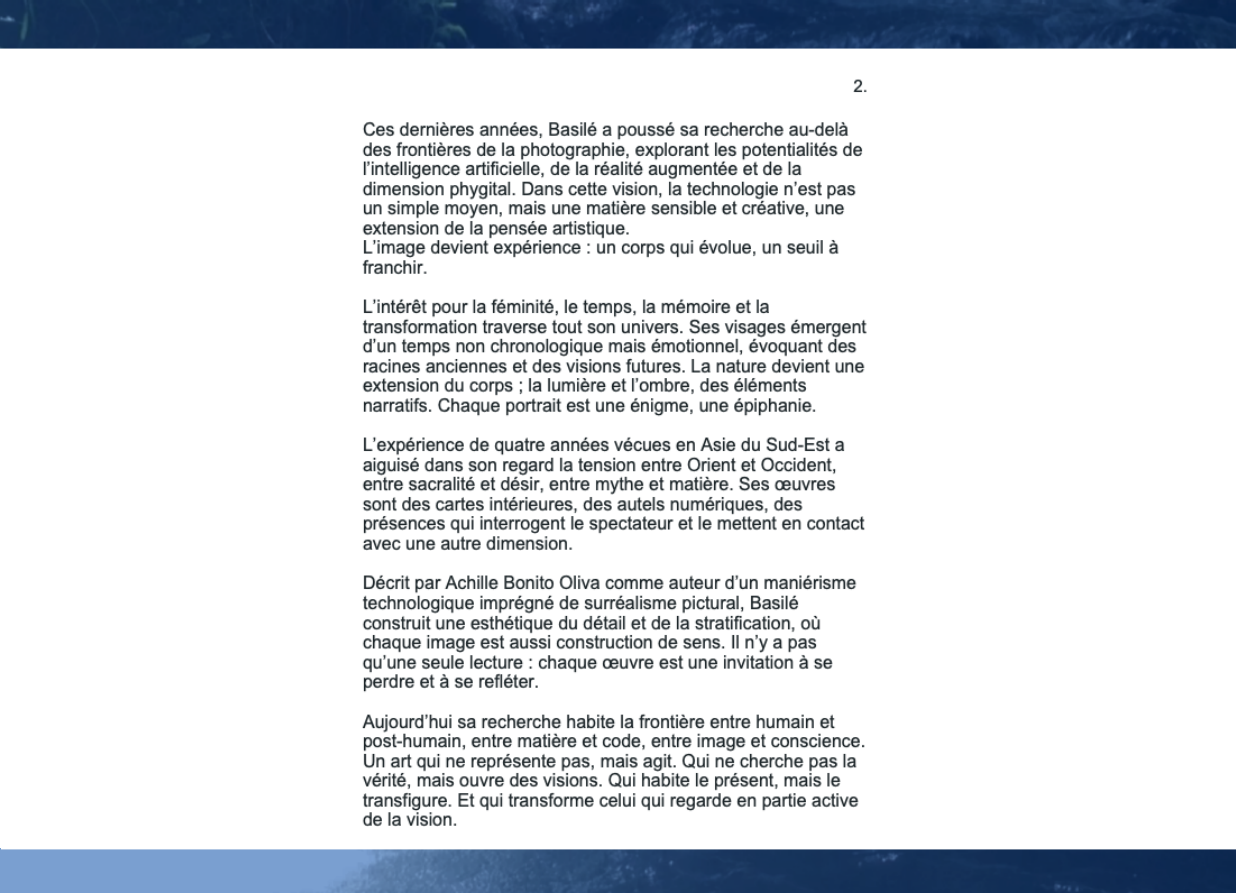 2.
Ces dernières années, Basilé a poussé sa recherche au-delà
des frontières de la photographie, explorant les potentialités de
l’intelligence artificielle, de la réalité augmentée et de la
dimension phygital. Dans cette vision, la technologie n’est pas
un simple moyen, mais une matière sensible et créative, une
extension de la pensée artistique.
L’image devient expérience : un corps qui évolue, un seuil à
franchir.
L’intérêt pour la féminité, le temps, la mémoire et la
transformation traverse tout son univers. Ses visages émergent
d’un temps non chronologique mais émotionnel, évoquant des
racines anciennes et des visions futures. La nature devient une
extension du corps ; la lumière et l’ombre, des éléments
narratifs. Chaque portrait est une énigme, une épiphanie.
L’expérience de quatre années vécues en Asie du Sud-Est a
aiguisé dans son regard la tension entre Orient et Occident,
entre sacralité et désir, entre mythe et matière. Ses œuvres
sont des cartes intérieures, des autels numériques, des
présences qui interrogent le spectateur et le mettent en contact
avec une autre dimension.
Décrit par Achille Bonito Oliva comme auteur d’un maniérisme
technologique imprégné de surréalisme pictural, Basilé
construit une esthétique du détail et de la stratification, où
chaque image est aussi construction de sens. Il n’y a pas
qu’une seule lecture : chaque œuvre est une invitation à se
perdre et à se refléter.
Aujourd’hui sa recherche habite la frontière entre humain et
post-humain, entre matière et code, entre image et conscience.
Un art qui ne représente pas, mais agit. Qui ne cherche pas la
vérité, mais ouvre des visions. Qui habite le présent, mais le
transfigure. Et qui transforme celui qui regarde en partie active
de la vision.